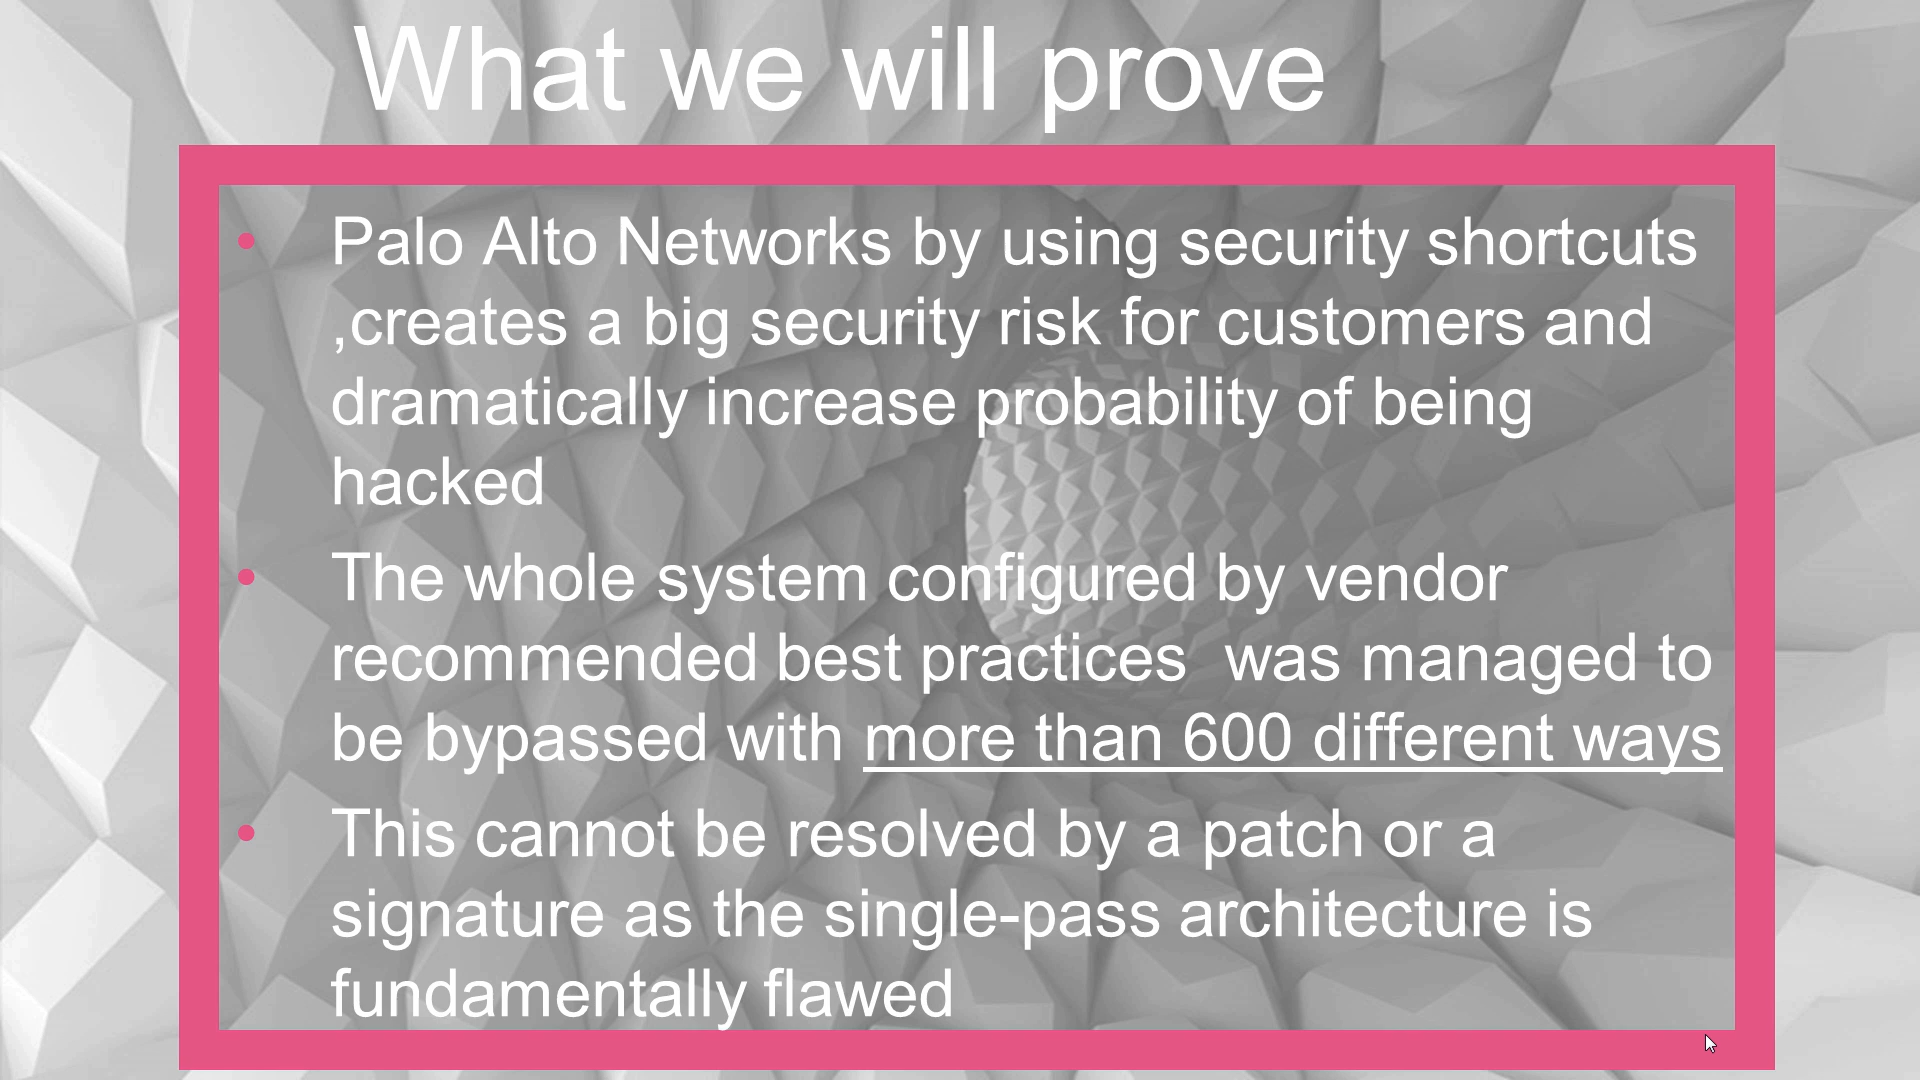 What we will prove
• Palo Alto Networks by using security shortcuts
,creates a big security risk for customers and
dramatically increase probability of being
hacked
• The whole system configured by vendor
recommended best practices  was managed to
be bypassed with more than 600 different ways
• This cannot be resolved by a patch or a
signature as the single-pass architecture is
fundamentally flawed